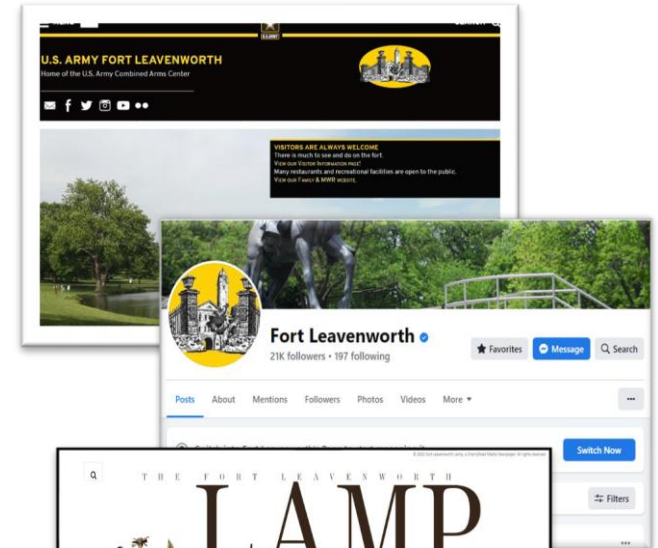 U.S.ARMY
U.S. ARMY FORT LEAVENWORTH
Home of the U.S. Army Combined Arms Center
VISITORS ARE ALWAYS WELCOME
There is much to see and do on the fort.
View our Visitor Information page!
Many restaurants and recreational facilities are open to the public.
View our Family & MWR website.
Fort Leavenworth
21K followers • 197 following
Favorites
Message
Search
Posts
About
Mentions
Followers
Photos
Videos
More
Switch Now
Filters
THE FORT LEAVENWORTH
LAMP